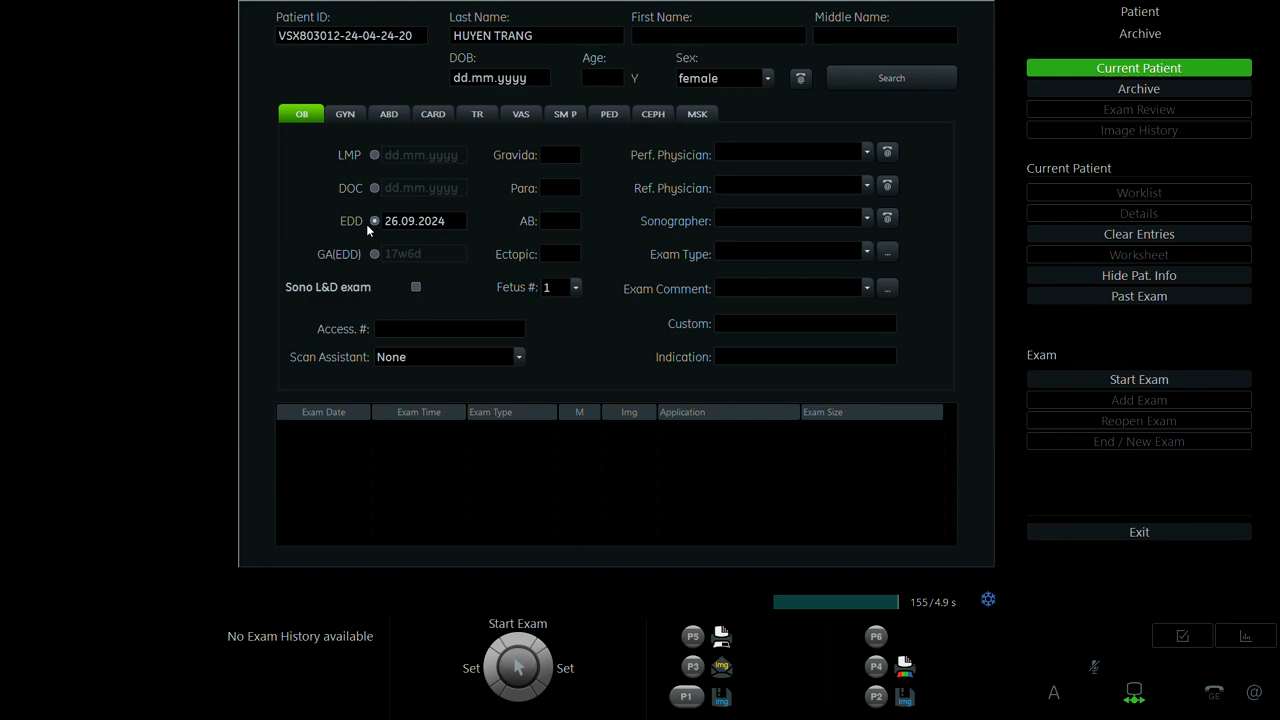 Patient ID: Last Name: First Name: Middle Name:
VSX803012-24-04-24-20 HUYEN TRANG
DOB: Age: Sex:
dd.mm.yyyy Y female Search
OB GYN ABD CARD TR VAS SM P PED CEPH MSK
LMP dd.mm.yyyy Gravida: Perf. Physician:
DOC dd.mm.yyyy Para: Ref. Physician:
EDD 26.09.2024 AB: Sonographer:
GA(EDD) 17w6d Ectopic: Exam Type: ...
Sono L&D exam Fetus #: 1 Exam Comment: ...
Access. #: Custom:
Scan Assistant: None Indication:
Exam Date Exam Time Exam Type M Img. Application Exam Size
Patient
Archive
Current Patient
Archive
Exam Review
Image History
Current Patient
Worklist
Details
Clear Entries
Worksheet
Hide Pat. Info
Past Exam
Exam
Start Exam
Add Exam
Reopen Exam
End / New Exam
Exit
155/4.9 s
No Exam History available
Start Exam
Set Set
P5 P6
P3 Img P4
P1 Img P2 Img
A GE @